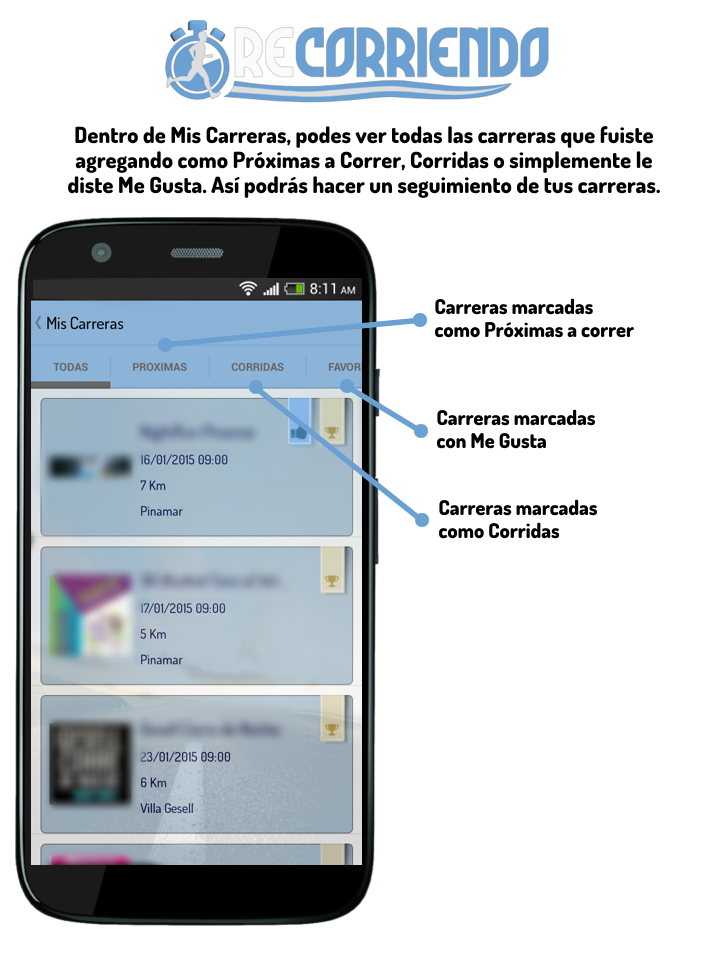 RECORRIENDO
Dentro de Mis Carreras, podes ver todas las carreras que fuiste
agregando como Próximas a Correr, Corridas o simplemente le
diste Me Gusta. Así podrás hacer un seguimiento de tus carreras.
8:11 AM
Mis Carreras
TODAS
PROXIMAS
CORRIDAS
FAVOR
16/01/2015 09:00
7 Km
Pinamar
17/01/2015 09:00
5 Km
Pinamar
23/01/2015 09:00
6 Km
Villa Gesell
Carreras marcadas
como Próximas a correr
Carreras marcadas
con Me Gusta
Carreras marcadas
como Corridas